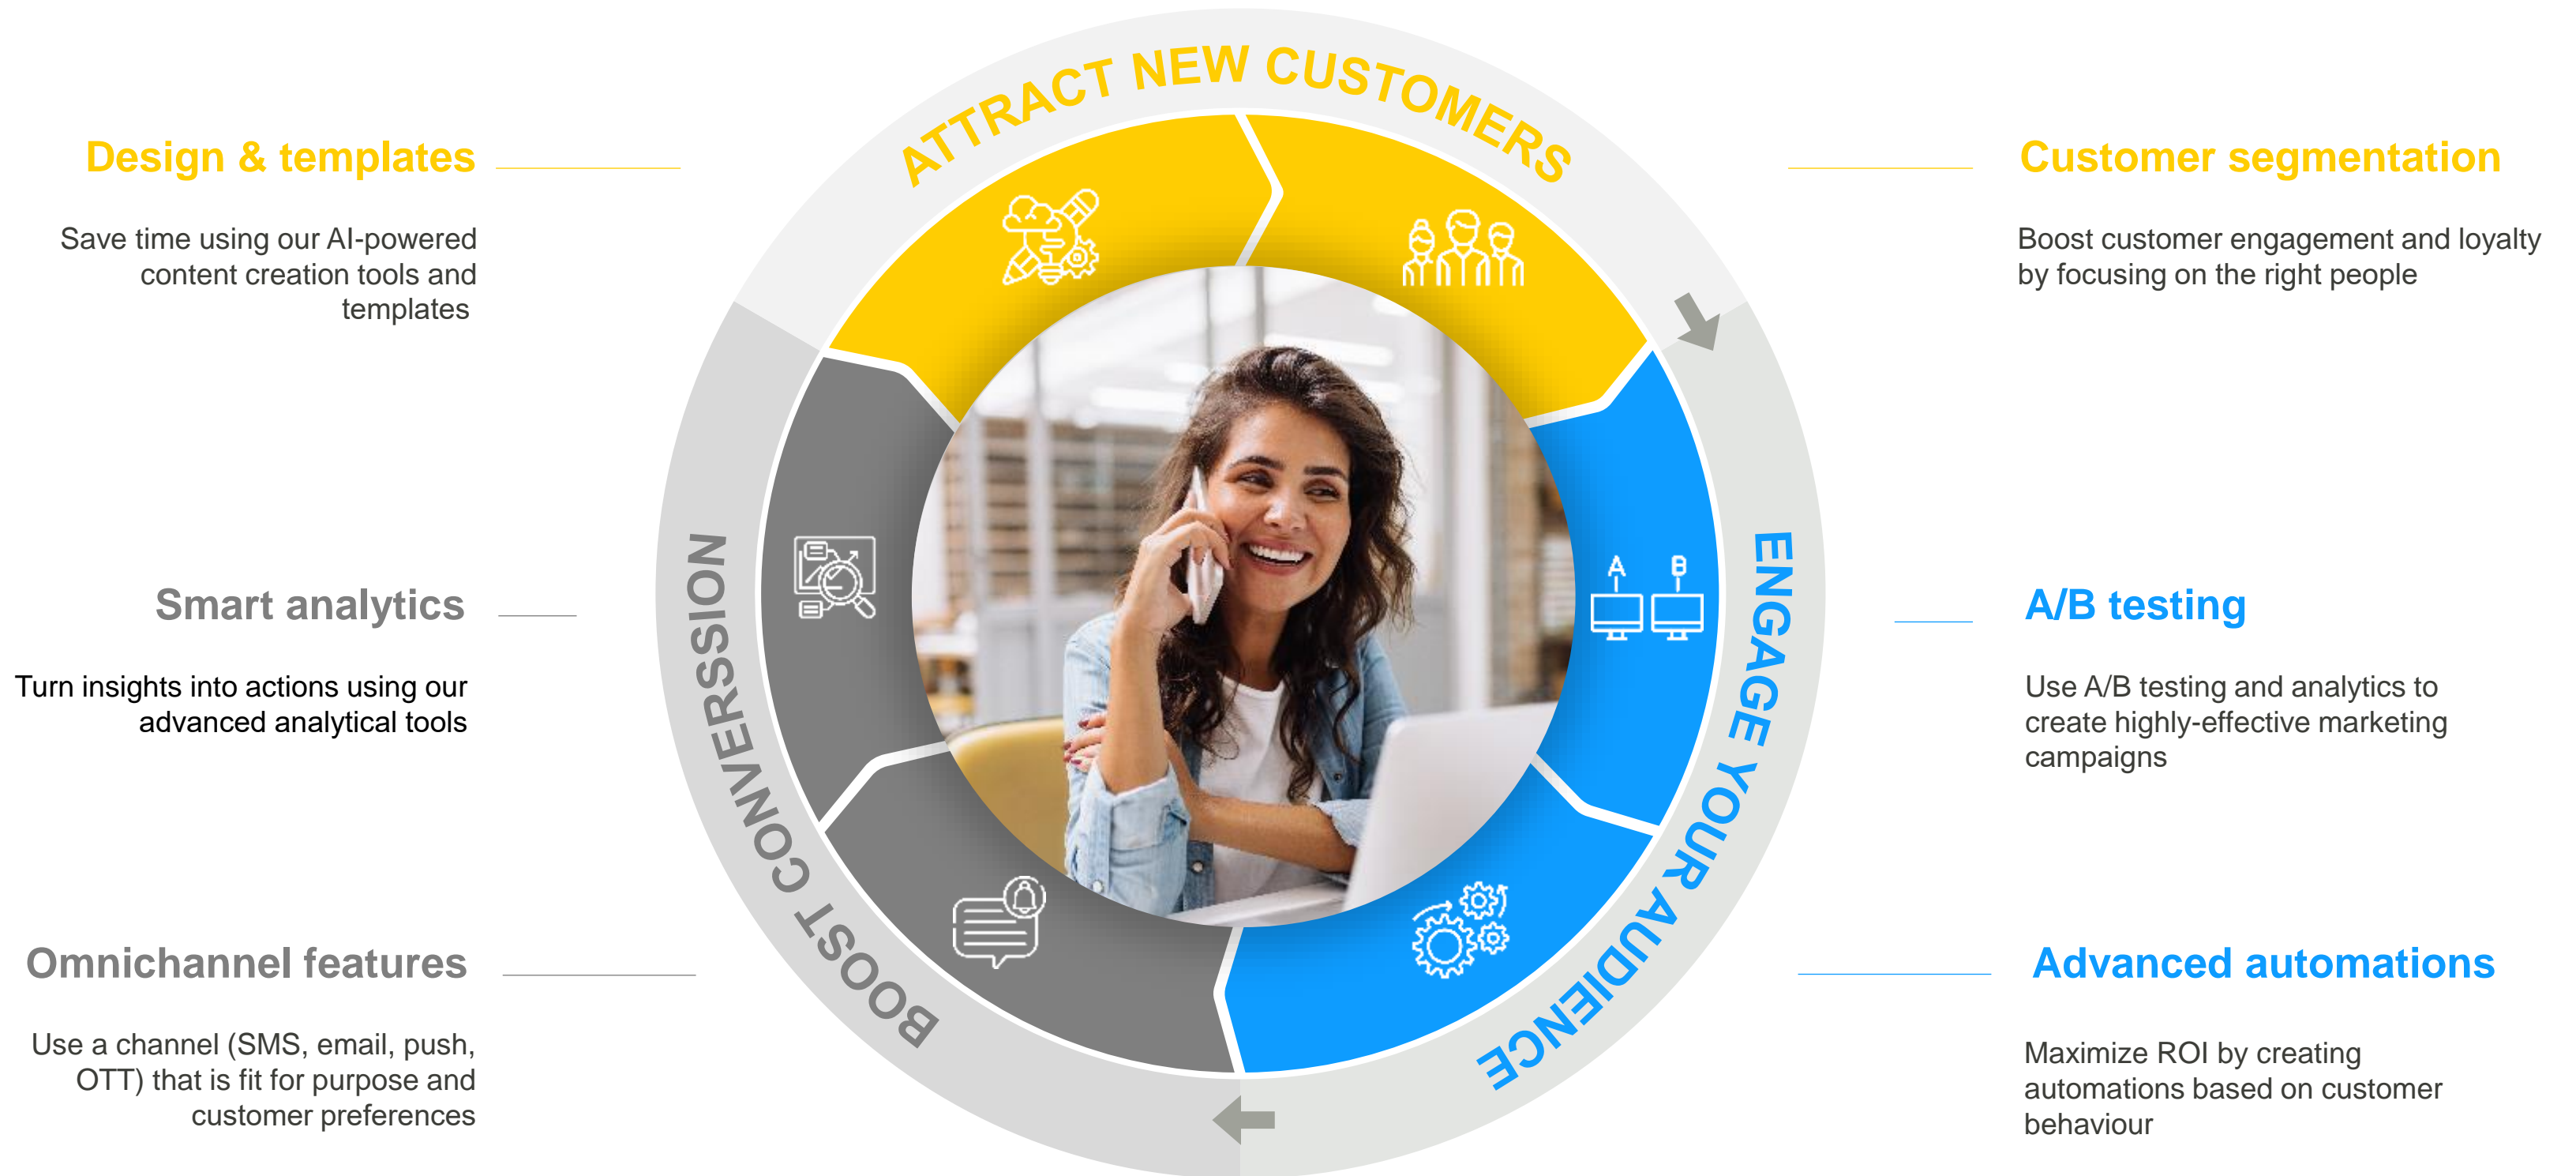 ATTRACT NEW CUSTOMERS
Design & templates
Save time using our AI-powered
content creation tools and
templates
Customer segmentation
Boost customer engagement and loyalty
by focusing on the right people
Smart analytics
Turn insights into actions using our
advanced analytical tools
BOOST CONVERSSION
A B
ENGAGE YOUR AUDIENCE
A/B testing
Use A/B testing and analytics to
create highly-effective marketing
campaigns
Omnichannel features
Use a channel (SMS, email, push,
OTT) that is fit for purpose and
customer preferences
Advanced automations
Maximize ROI by creating
automations based on customer
behaviour